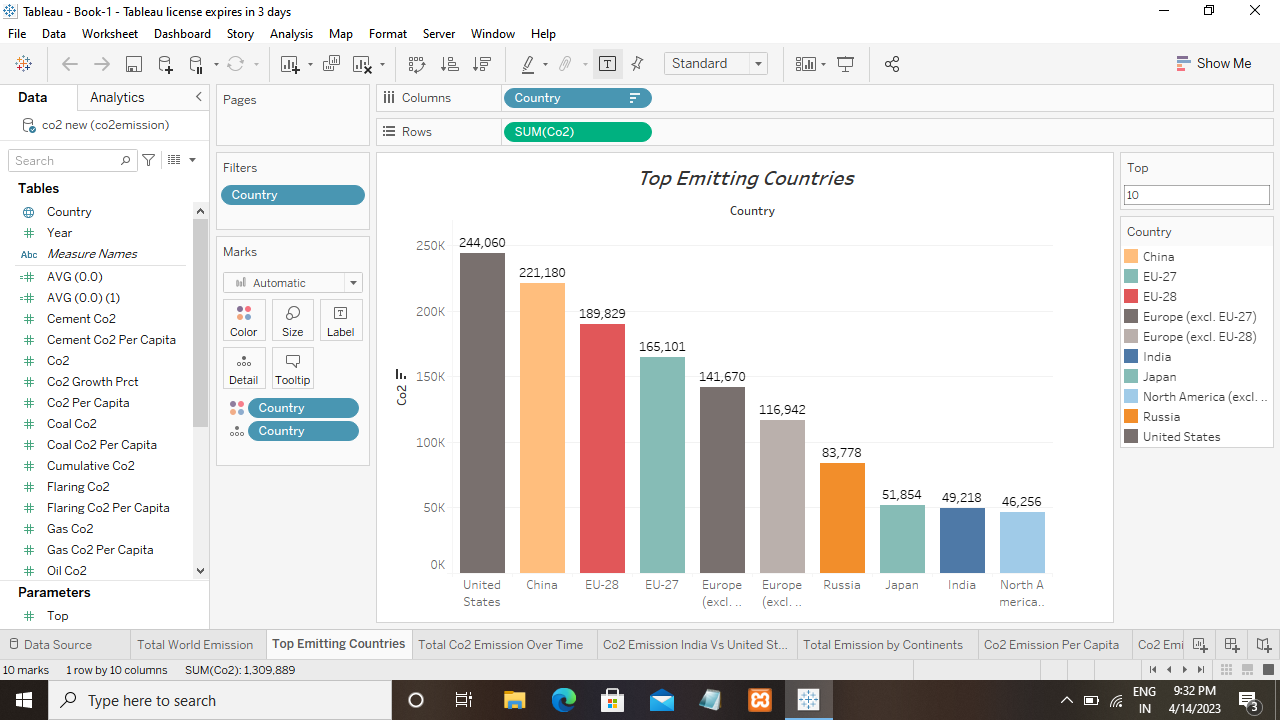 Tableau - Book-1 - Tableau license expires in 3 days
File Data Worksheet Dashboard Story Analysis Map Format Server Window Help
Standard
Show Me
Data Analytics
co2 new (co2emission)
Search
Tables
Country
Year
Abc Measure Names
AVG (0.0)
AVG (0.0) (1)
Cement Co2
Cement Co2 Per Capita
Co2
Co2 Growth Prct
Co2 Per Capita
Coal Co2
Coal Co2 Per Capita
Cumulative Co2
Flaring Co2
Flaring Co2 Per Capita
Gas Co2
Gas Co2 Per Capita
Oil Co2
Parameters
Top
Pages
Filters
Country
Marks
Automatic
Color Size Label
Detail Tooltip
Country
Country
Columns Country
Rows SUM(Co2)
Top Emitting Countries
Country
Co2
250K
200K
150K
100K
50K
0K
244,060
221,180
189,829
165,101
141,670
116,942
83,778
51,854
49,218
46,256
United States
China
EU-28
EU-27
Europe (excl. ..
Europe (excl. ..
Russia
Japan
India
North A merica..
Top
10
Country
China
EU-27
EU-28
Europe (excl. EU-27)
Europe (excl. EU-28)
India
Japan
North America (excl. ..
Russia
United States
Data Source Total World Emission Top Emitting Countries Total Co2 Emission Over Time Co2 Emission India Vs United St... Total Emission by Continents Co2 Emission Per Capita Co2 Emi
10 marks 1 row by 10 columns SUM(Co2): 1,309,889
Type here to search
ENG
IN
9:32 PM
4/14/2023
3